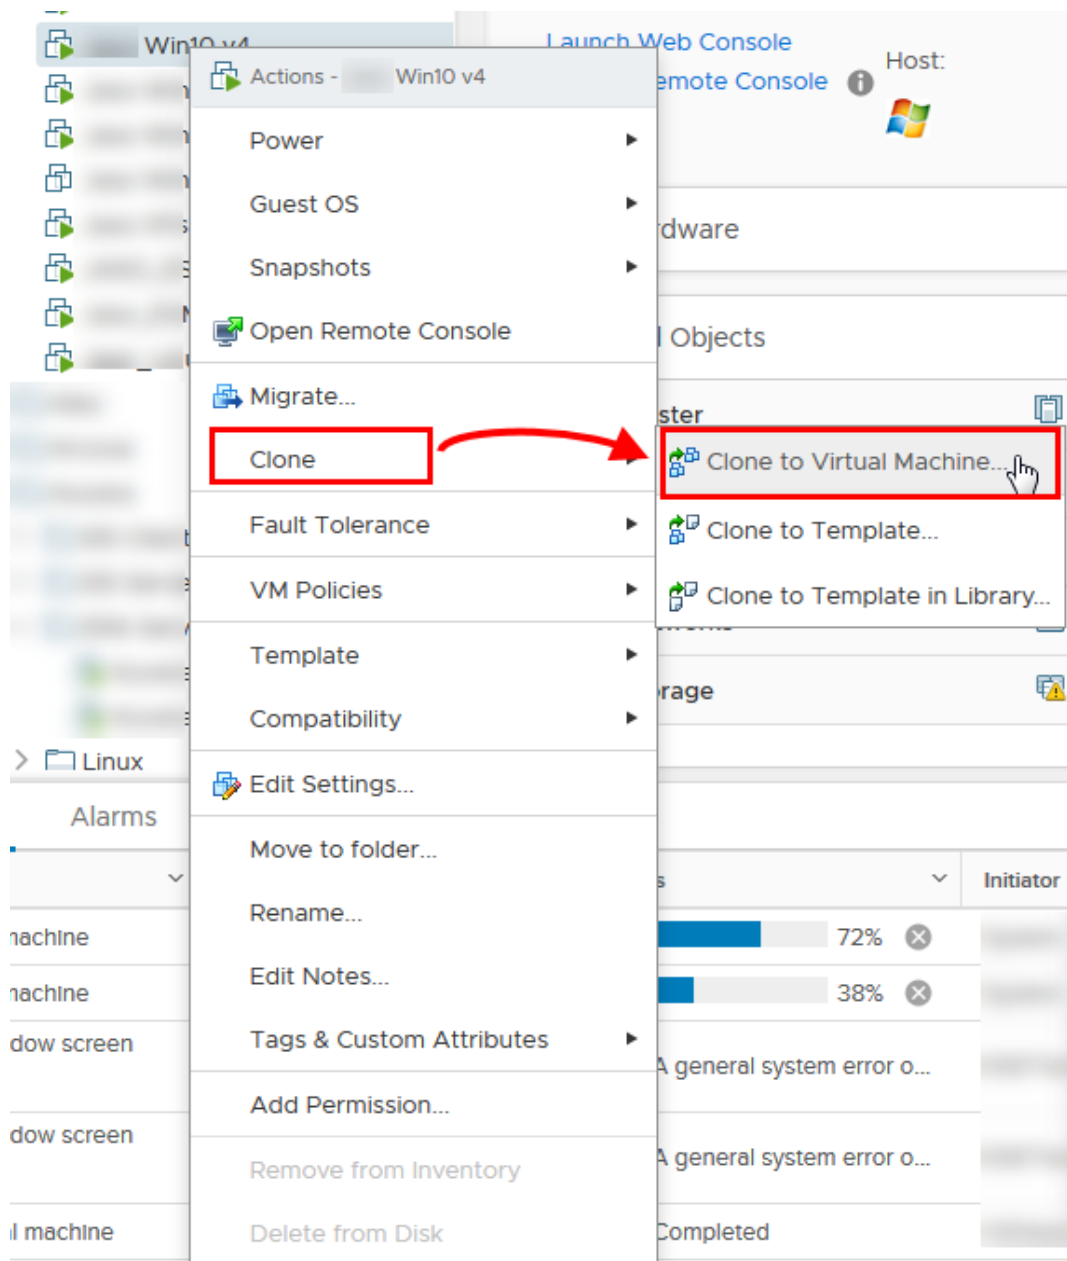 Win10 v4
Launch Web Console
emote Console
Host:
Actions - Win10 v4
Power
Guest OS
Snapshots
Open Remote Console
Migrate...
Clone
Fault Tolerance
VM Policies
Template
Compatibility
Edit Settings...
Move to folder...
Rename...
Edit Notes...
Tags & Custom Attributes
Add Permission...
Remove from Inventory
Delete from Disk
Clone to Virtual Machine...
Clone to Template...
Clone to Template in Library...
dware
l Objects
ster
rage
Linux
Alarms
s
Initiator
nachine
72%
nachine
38%
dow screen
A general system error o...
dow screen
A general system error o...
l machine
Completed